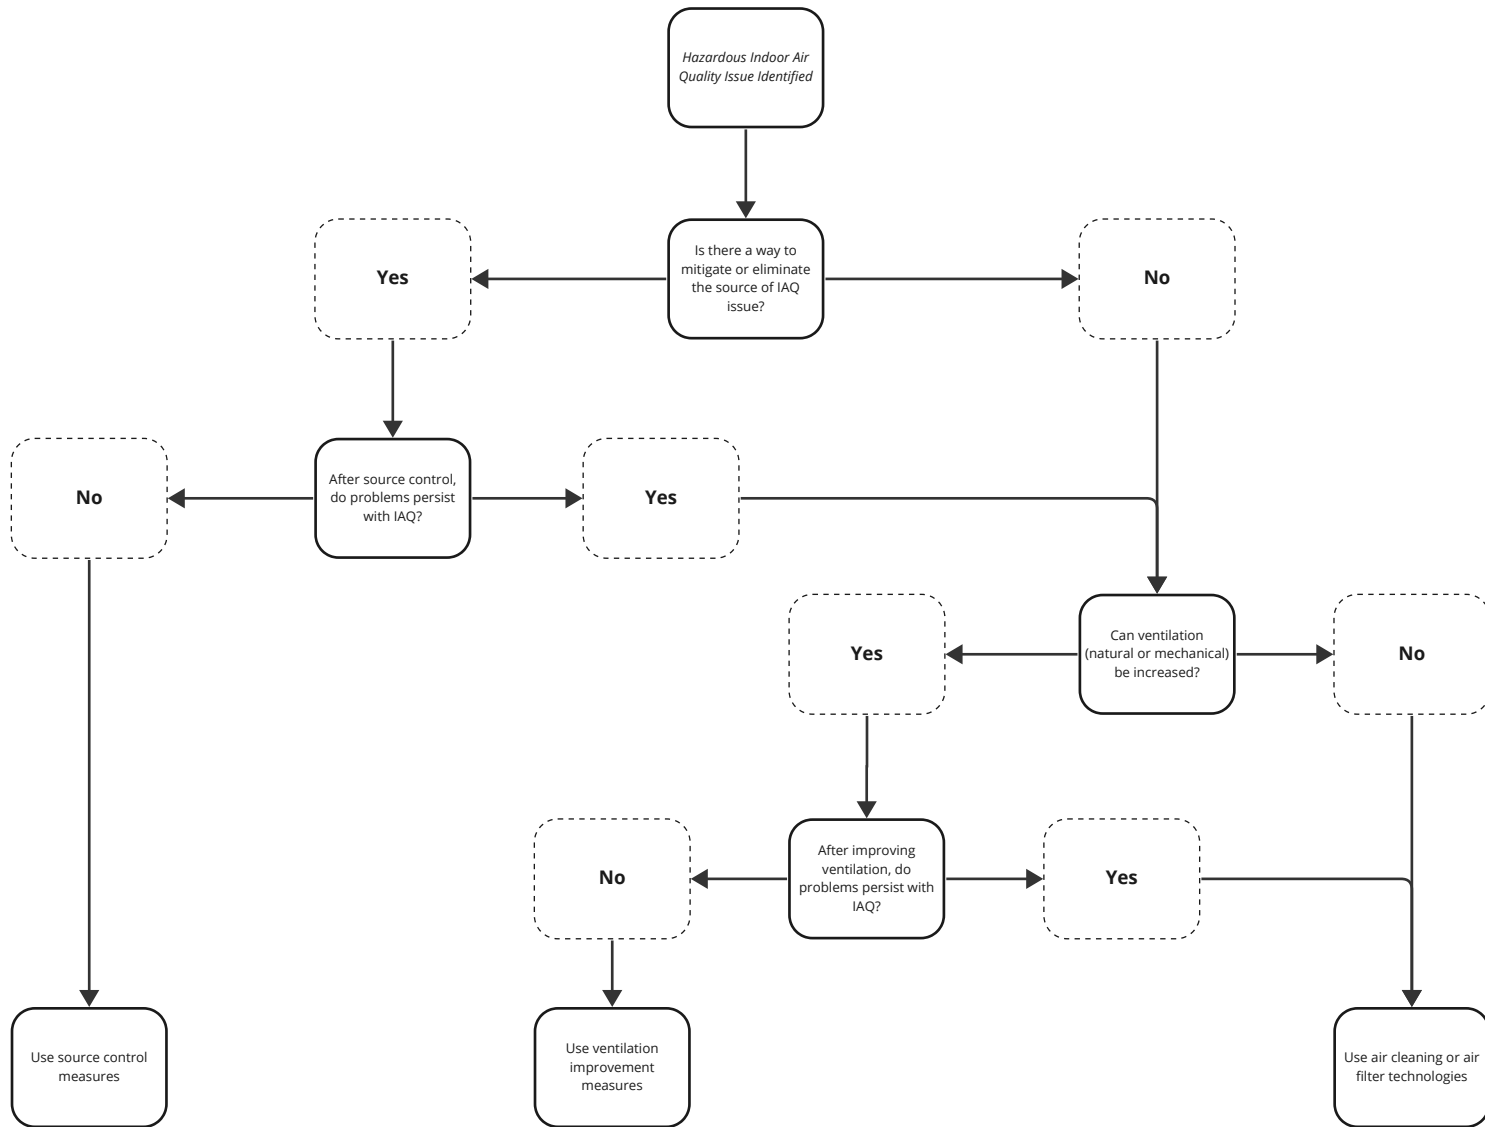 Hazardous Indoor Air
Quality Issue Identified
Yes
Is there a way to
mitigate or eliminate
the source of IAQ
issue?
No
No
After source control,
do problems persist
with IAQ?
Yes
Yes
Can ventilation
(natural or mechanical)
be increased?
No
No
After improving
ventilation, do
problems persist with
IAQ?
Yes
Use source control
measures
Use ventilation
improvement
measures
Use air cleaning or air
filter technologies